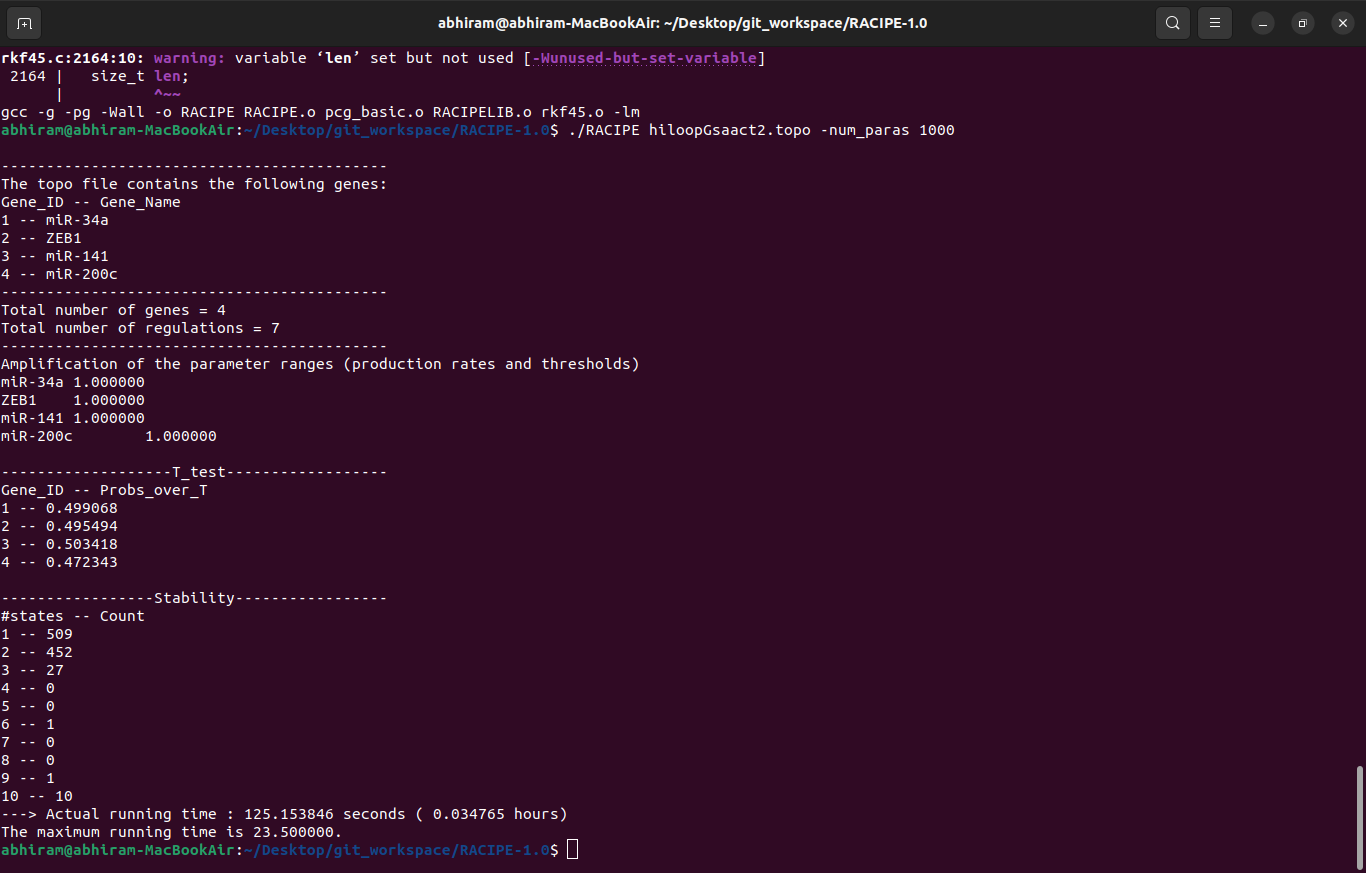 abhiram@abhiram-MacBookAir: ~/Desktop/git_workspace/RACIPE-1.0
rkf45.c:2164:10: warning: variable ‘len’ set but not used [-Wunused-but-set-variable]
 2164 |   size_t len;
      |          ^~~
gcc -g -pg -Wall -o RACIPE RACIPE.o pcg_basic.o RACIPELIB.o rkf45.o -lm
abhiram@abhiram-MacBookAir:~/Desktop/git_workspace/RACIPE-1.0$ ./RACIPE hiloopGsaact2.topo -num_paras 1000
-------------------------------------------
The topo file contains the following genes:
Gene_ID -- Gene_Name
1 -- miR-34a
2 -- ZEB1
3 -- miR-141
4 -- miR-200c
-------------------------------------------
Total number of genes = 4
Total number of regulations = 7
-------------------------------------------
Amplification of the parameter ranges (production rates and thresholds)
miR-34a 1.000000
ZEB1    1.000000
miR-141 1.000000
miR-200c        1.000000
-------------------T_test------------------
Gene_ID -- Probs_over_T
1 -- 0.499068
2 -- 0.495494
3 -- 0.503418
4 -- 0.472343
-----------------Stability-----------------
#states -- Count
1 -- 509
2 -- 452
3 -- 27
4 -- 0
5 -- 0
6 -- 1
7 -- 0
8 -- 0
9 -- 1
10 -- 10
---> Actual running time : 125.153846 seconds ( 0.034765 hours)
The maximum running time is 23.500000.
abhiram@abhiram-MacBookAir:~/Desktop/git_workspace/RACIPE-1.0$